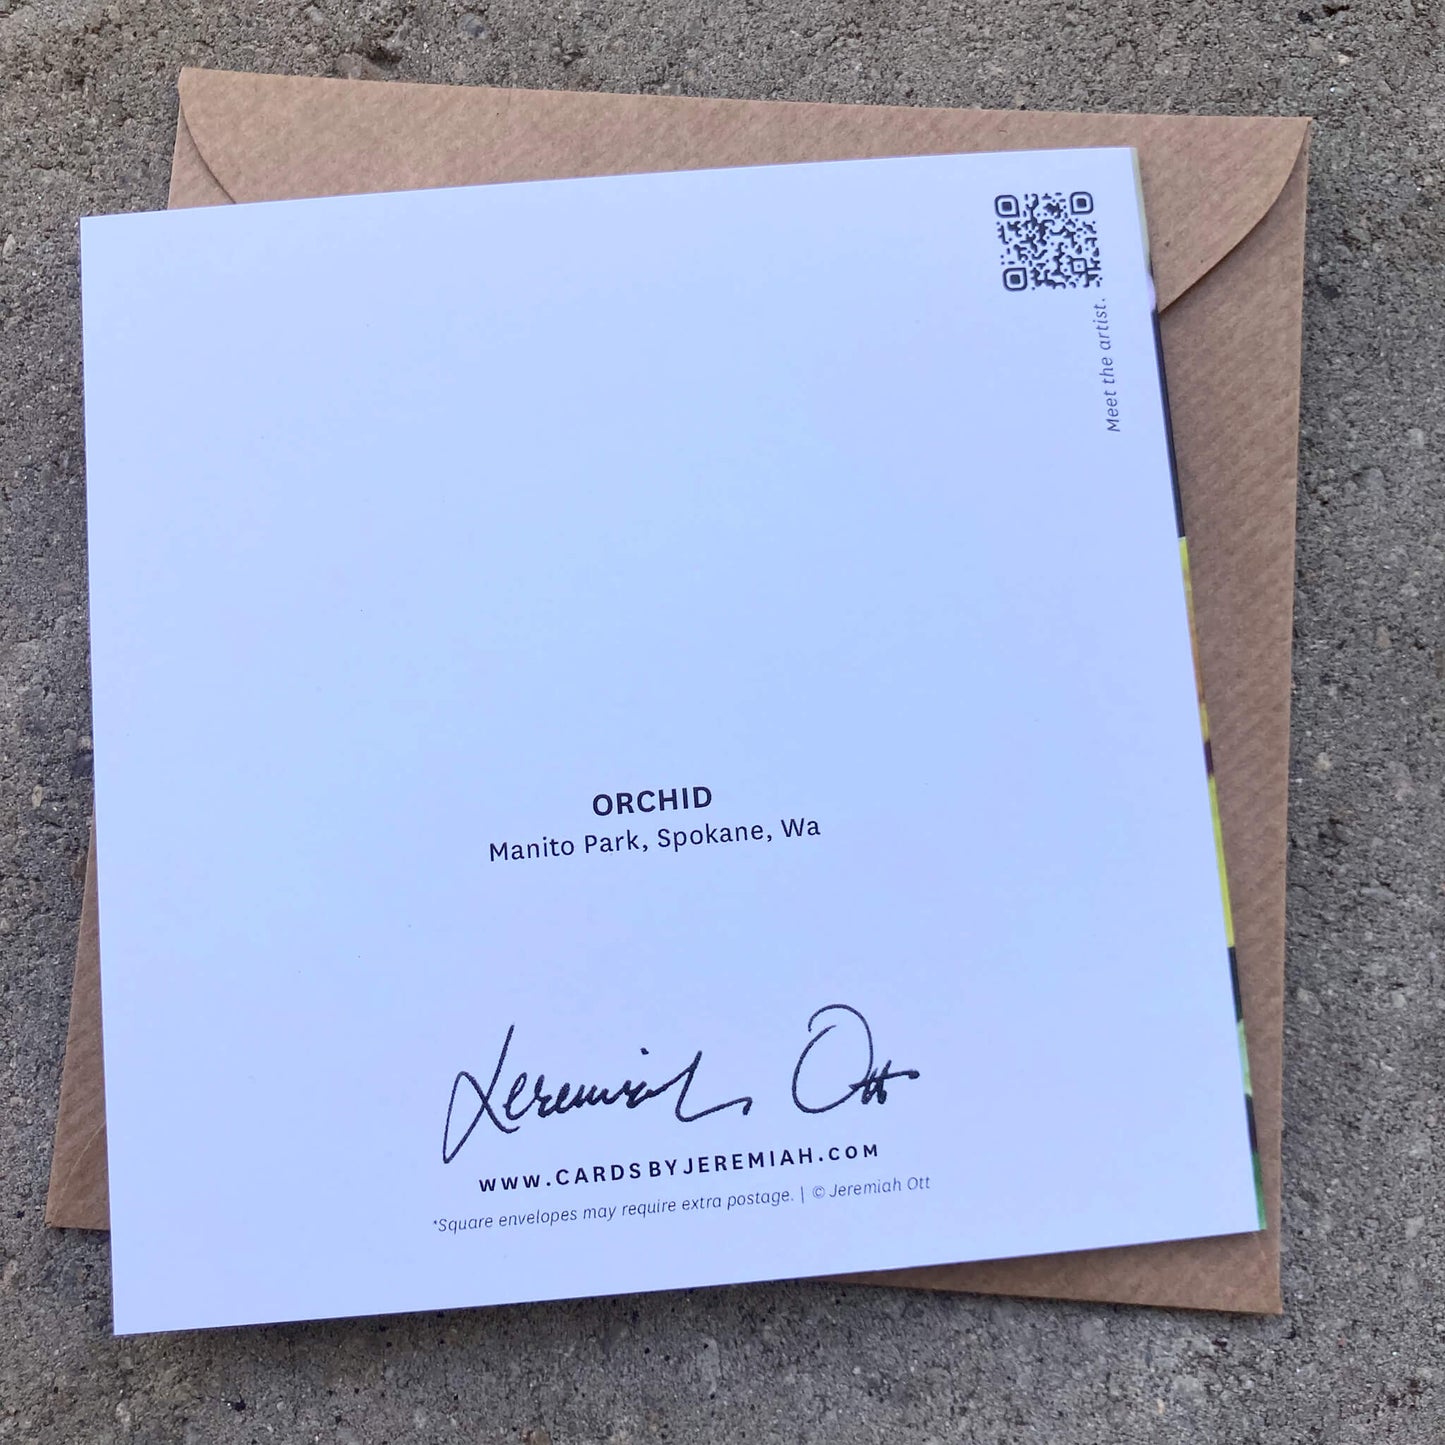 Meet the artist.
ORCHID
Manito Park, Spokane, Wa
Jeremiah Ott
WWW.CARDSBYJEREMIAH.COM
*Square envelopes may require extra postage. | © Jeremiah Ott